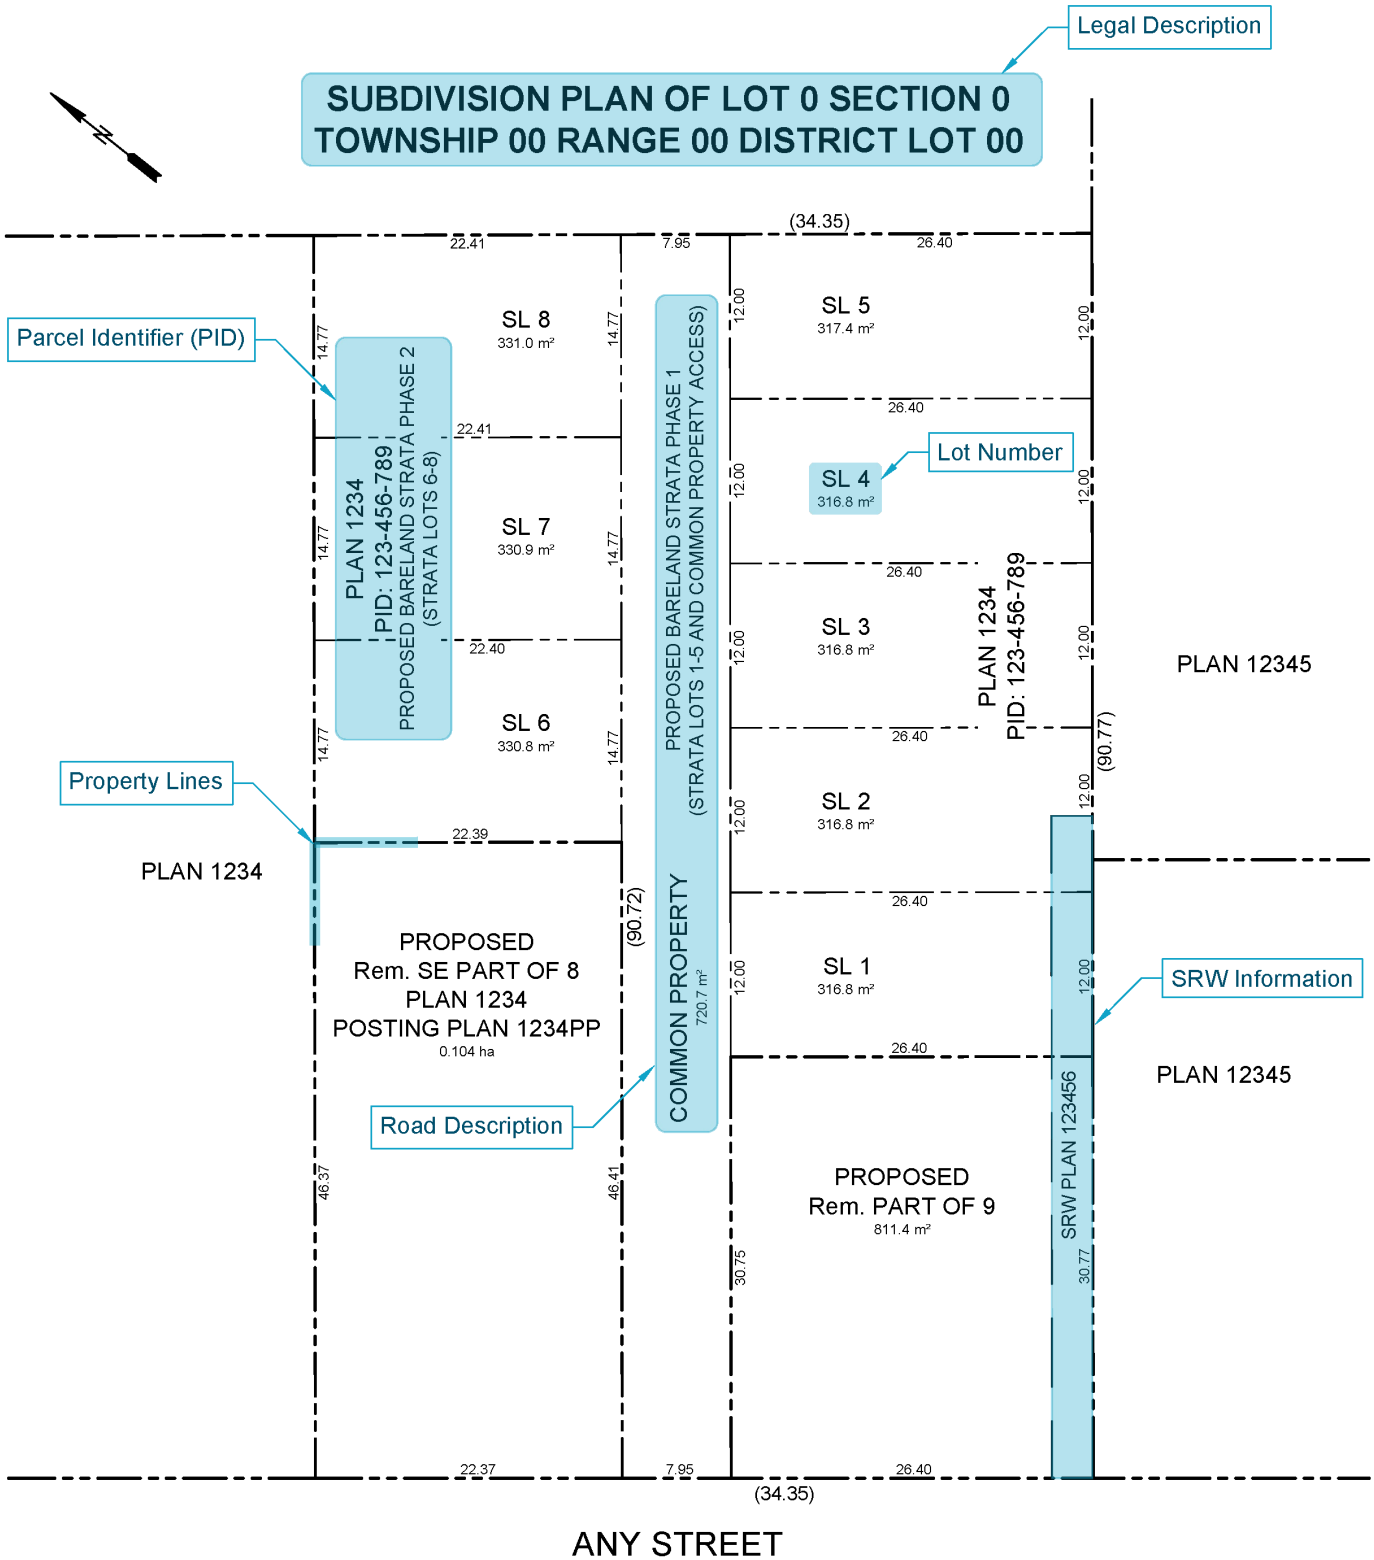 Legal Description
SUBDIVISION PLAN OF LOT 0 SECTION 0
TOWNSHIP 00 RANGE 00 DISTRICT LOT 00
N
(34.35)
22.41
7.95
26.40
SL 8
331.0 m²
14.77
14.77
12.00
SL 5
317.4 m²
12.00
Parcel Identifier (PID)
PLAN 1234
PID: 123-456-789
PROPOSED BARELAND STRATA PHASE 2
(STRATA LOTS 6-8)
PROPOSED BARELAND STRATA PHASE 1
(STRATA LOTS 1-5 AND COMMON PROPERTY ACCESS)
26.40
22.41
Lot Number
SL 4
316.8 m²
12.00
12.00
SL 7
330.9 m²
14.77
14.77
26.40
PLAN 1234
PID: 123-456-789
SL 3
316.8 m²
12.00
12.00
22.40
PLAN 12345
SL 6
330.8 m²
14.77
14.77
26.40
(90.77)
Property Lines
SL 2
316.8 m²
12.00
12.00
22.39
PLAN 1234
26.40
(90.72)
PROPOSED
Rem. SE PART OF 8
PLAN 1234
POSTING PLAN 1234PP
0.104 ha
COMMON PROPERTY
720.7 m²
SL 1
316.8 m²
12.00
12.00
SRW Information
26.40
PLAN 12345
Road Description
SRW PLAN 123456
PROPOSED
Rem. PART OF 9
811.4 m²
46.37
46.41
30.75
30.77
22.37
7.95
26.40
(34.35)
ANY STREET